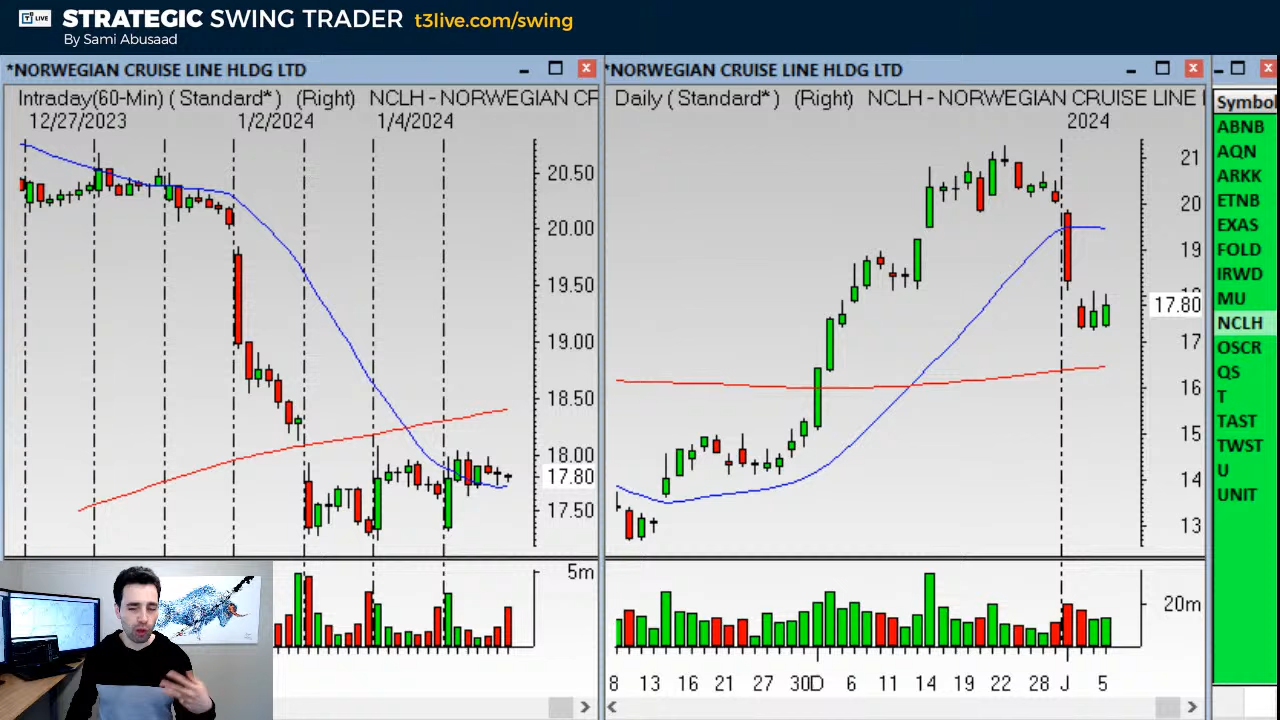 LIVE STRATEGIC SWING TRADER t3live.com/swing
By Sami Abusaad
*NORWEGIAN CRUISE LINE HLDG LTD
Intraday(60-Min) (Standard*) (Right) NCLH - NORWEGIAN CF
12/27/2023 1/2/2024 1/4/2024
20.50
20.00
19.50
19.00
18.50
18.00
17.80
17.50
5m
*NORWEGIAN CRUISE LINE HLDG LTD
Daily (Standard*) (Right) NCLH - NORWEGIAN CRUISE LINE
2024
21
20
19
17.80
17
16
15
14
13
20m
8 13 16 21 27 30D 6 11 14 19 22 28 J 5
Symbol
ABNB
AQN
ARKK
ETNB
EXAS
FOLD
IRWD
MU
NCLH
OSCR
QS
T
TAST
TWST
U
UNIT